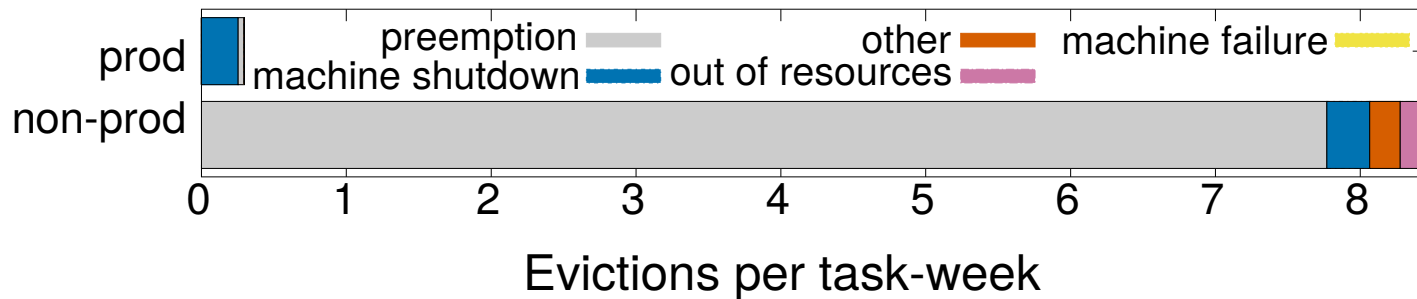 prod
preemption
other
machine failure
machine shutdown
out of resources
non-prod
0 1 2 3 4 5 6 7 8
Evictions per task-week